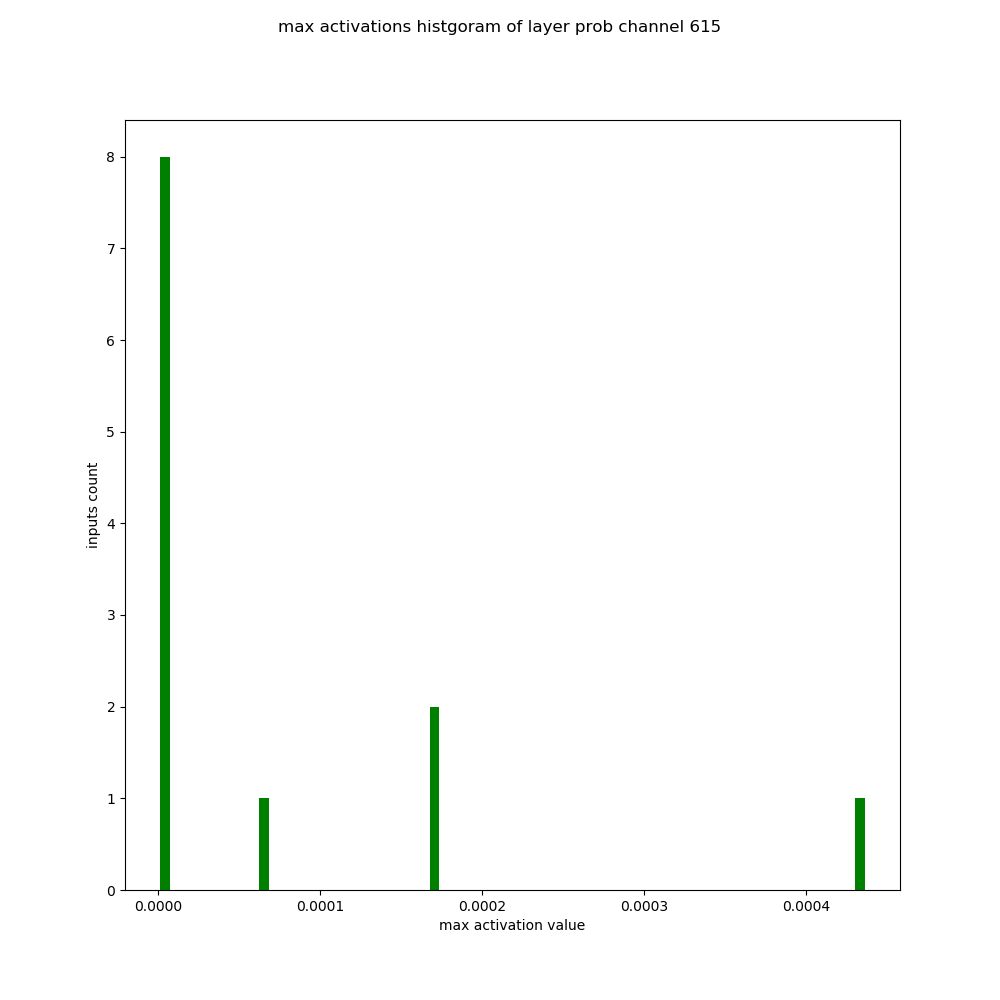 max activations histgoram of layer prob channel 615
8
7
6
5
4
3
2
1
0
inputs count
0.0000 0.0001 0.0002 0.0003 0.0004
max activation value